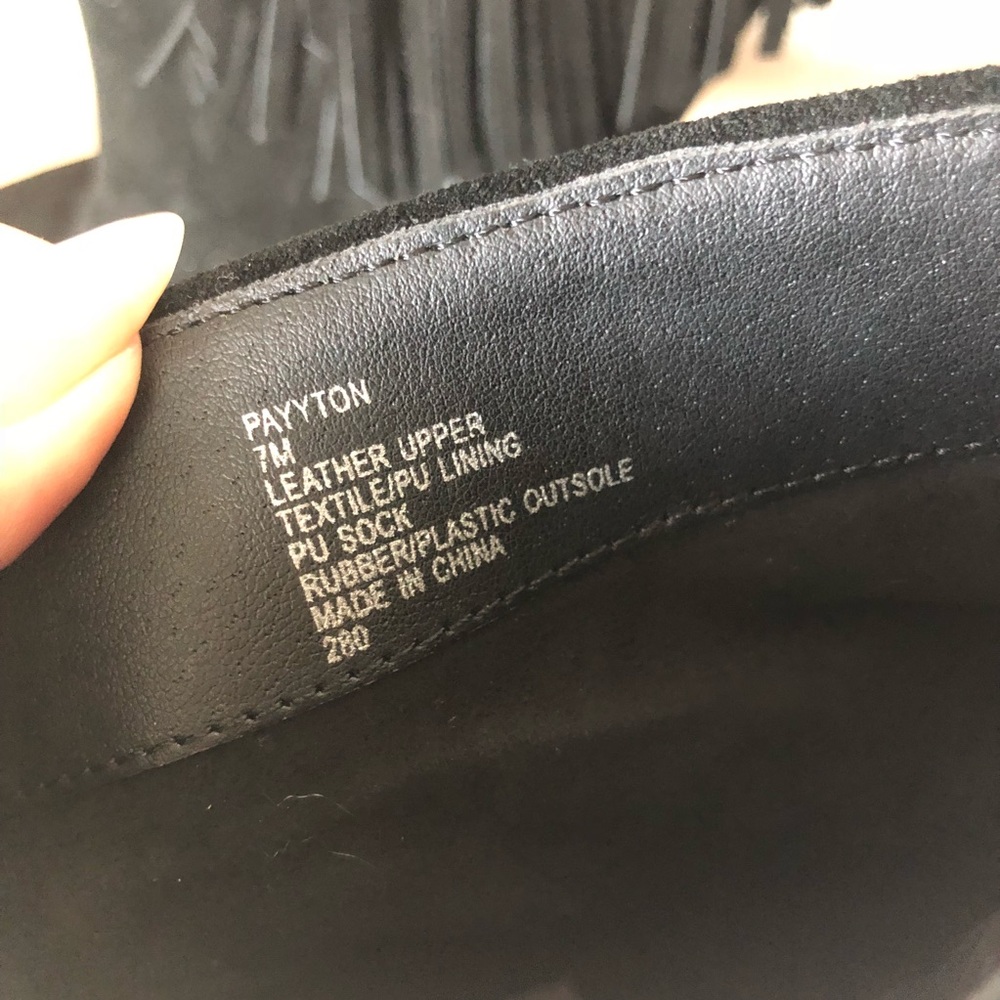 PAYYTON
7M
LEATHER UPPER
TEXTILE/PU LINING
PU SOCK
RUBBER/PLASTIC OUTSOLE
MADE IN CHINA
280